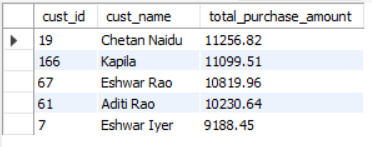 cust_id cust_name total_purchase_amount
19 Chetan Naidu 11256.82
166 Kapila 11099.51
67 Eshwar Rao 10819.96
61 Aditi Rao 10230.64
7 Eshwar Iyer 9188.45